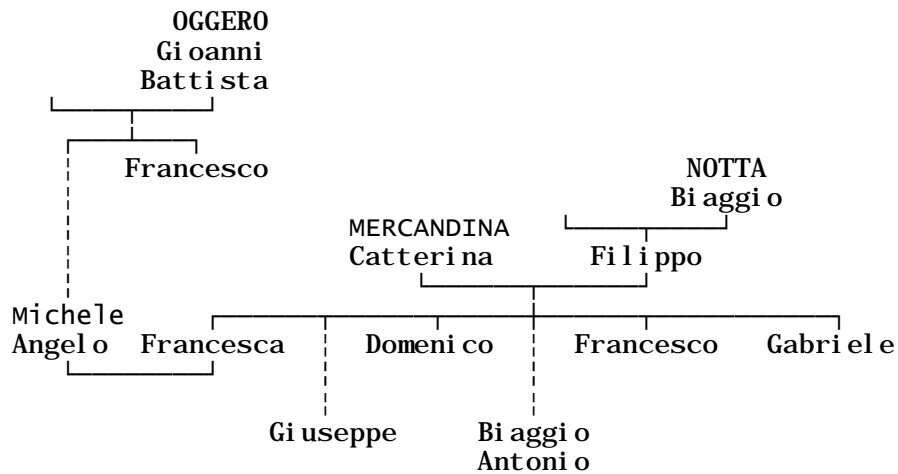 OGGERO
Gioanni
Battista
Francesco
NOTTA
Biaggio
MERCANDINA
Catterina Filippo
Michele
Angelo Francesca Domenico Francesco Gabriele
Giuseppe Biaggio
Antonio